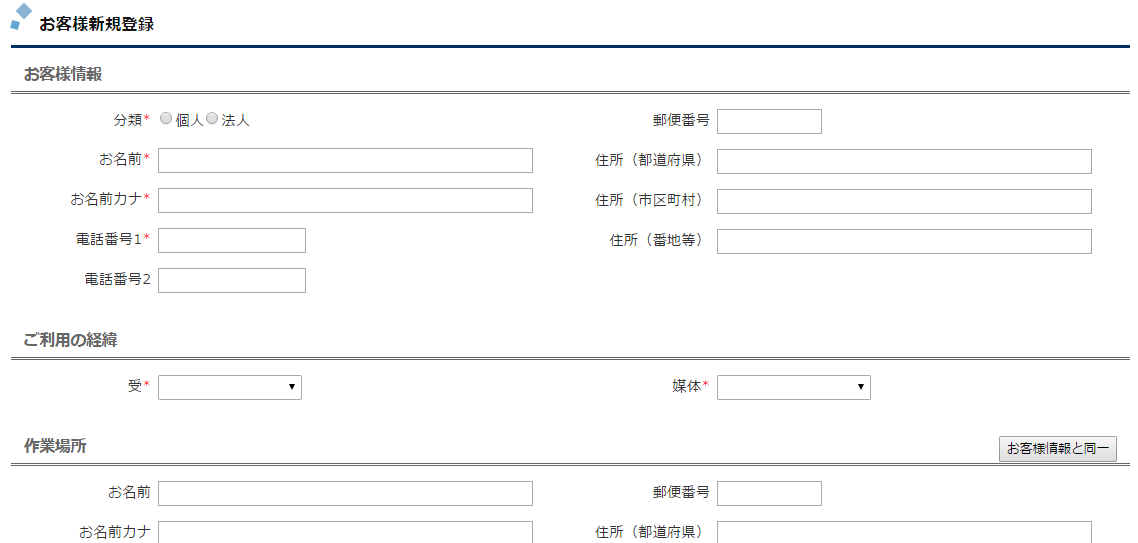 お客様新規登録
お客様情報
分類* 個人 法人
郵便番号
お名前*
住所（都道府県）
お名前カナ*
住所（市区町村）
電話番号1*
住所（番地等）
電話番号2
ご利用の経緯
受*
媒体*
作業場所
お客様情報と同一
お名前
郵便番号
お名前カナ
住所（都道府県）